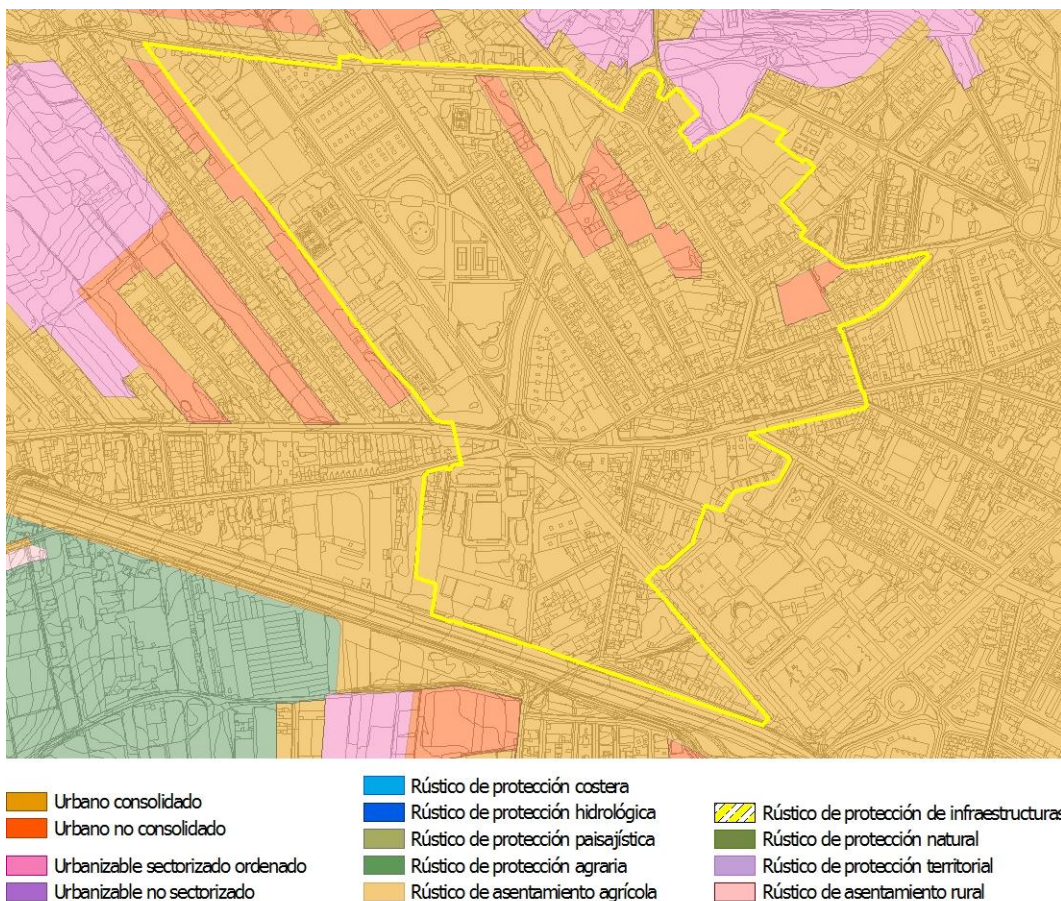 Urbano consolidado
Urbano no consolidado
Urbanizable sectorizado ordenado
Urbanizable no sectorizado
Rústico de protección costera
Rústico de protección hidrológica
Rústico de protección paisajística
Rústico de protección agraria
Rústico de asentamiento agrícola
Rústico de protección de infraestructuras
Rústico de protección natural
Rústico de protección territorial
Rústico de asentamiento rural